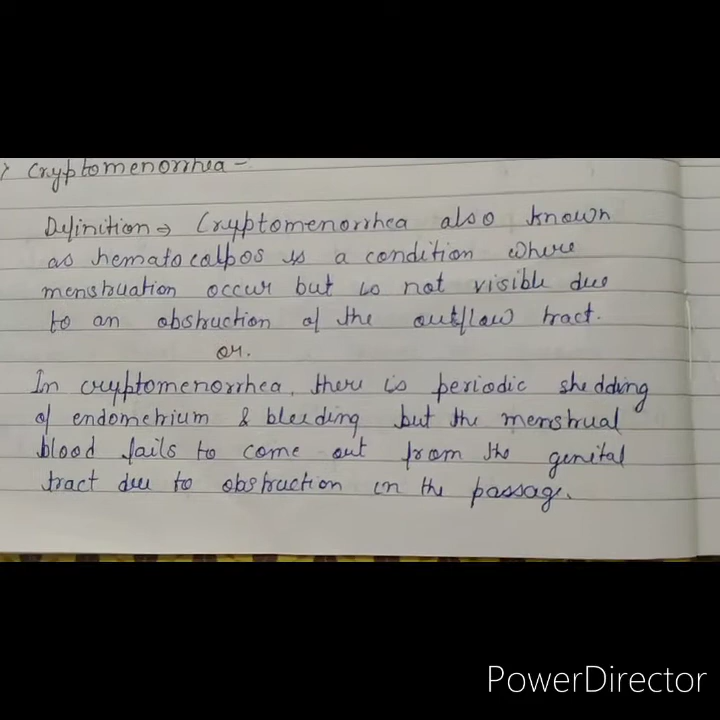 Cryptomenorrhea -
Definition → Cryptomenorrhea also known
as hematocalpos is a condition where
menstruation occur but is not visible due
to an obstruction of the outflow tract.
or.
In cryptomenorrhea, there is periodic shedding
of endometrium & bleeding but the menstrual
blood fails to come out from the genital
tract due to obstruction in the passage.
PowerDirector